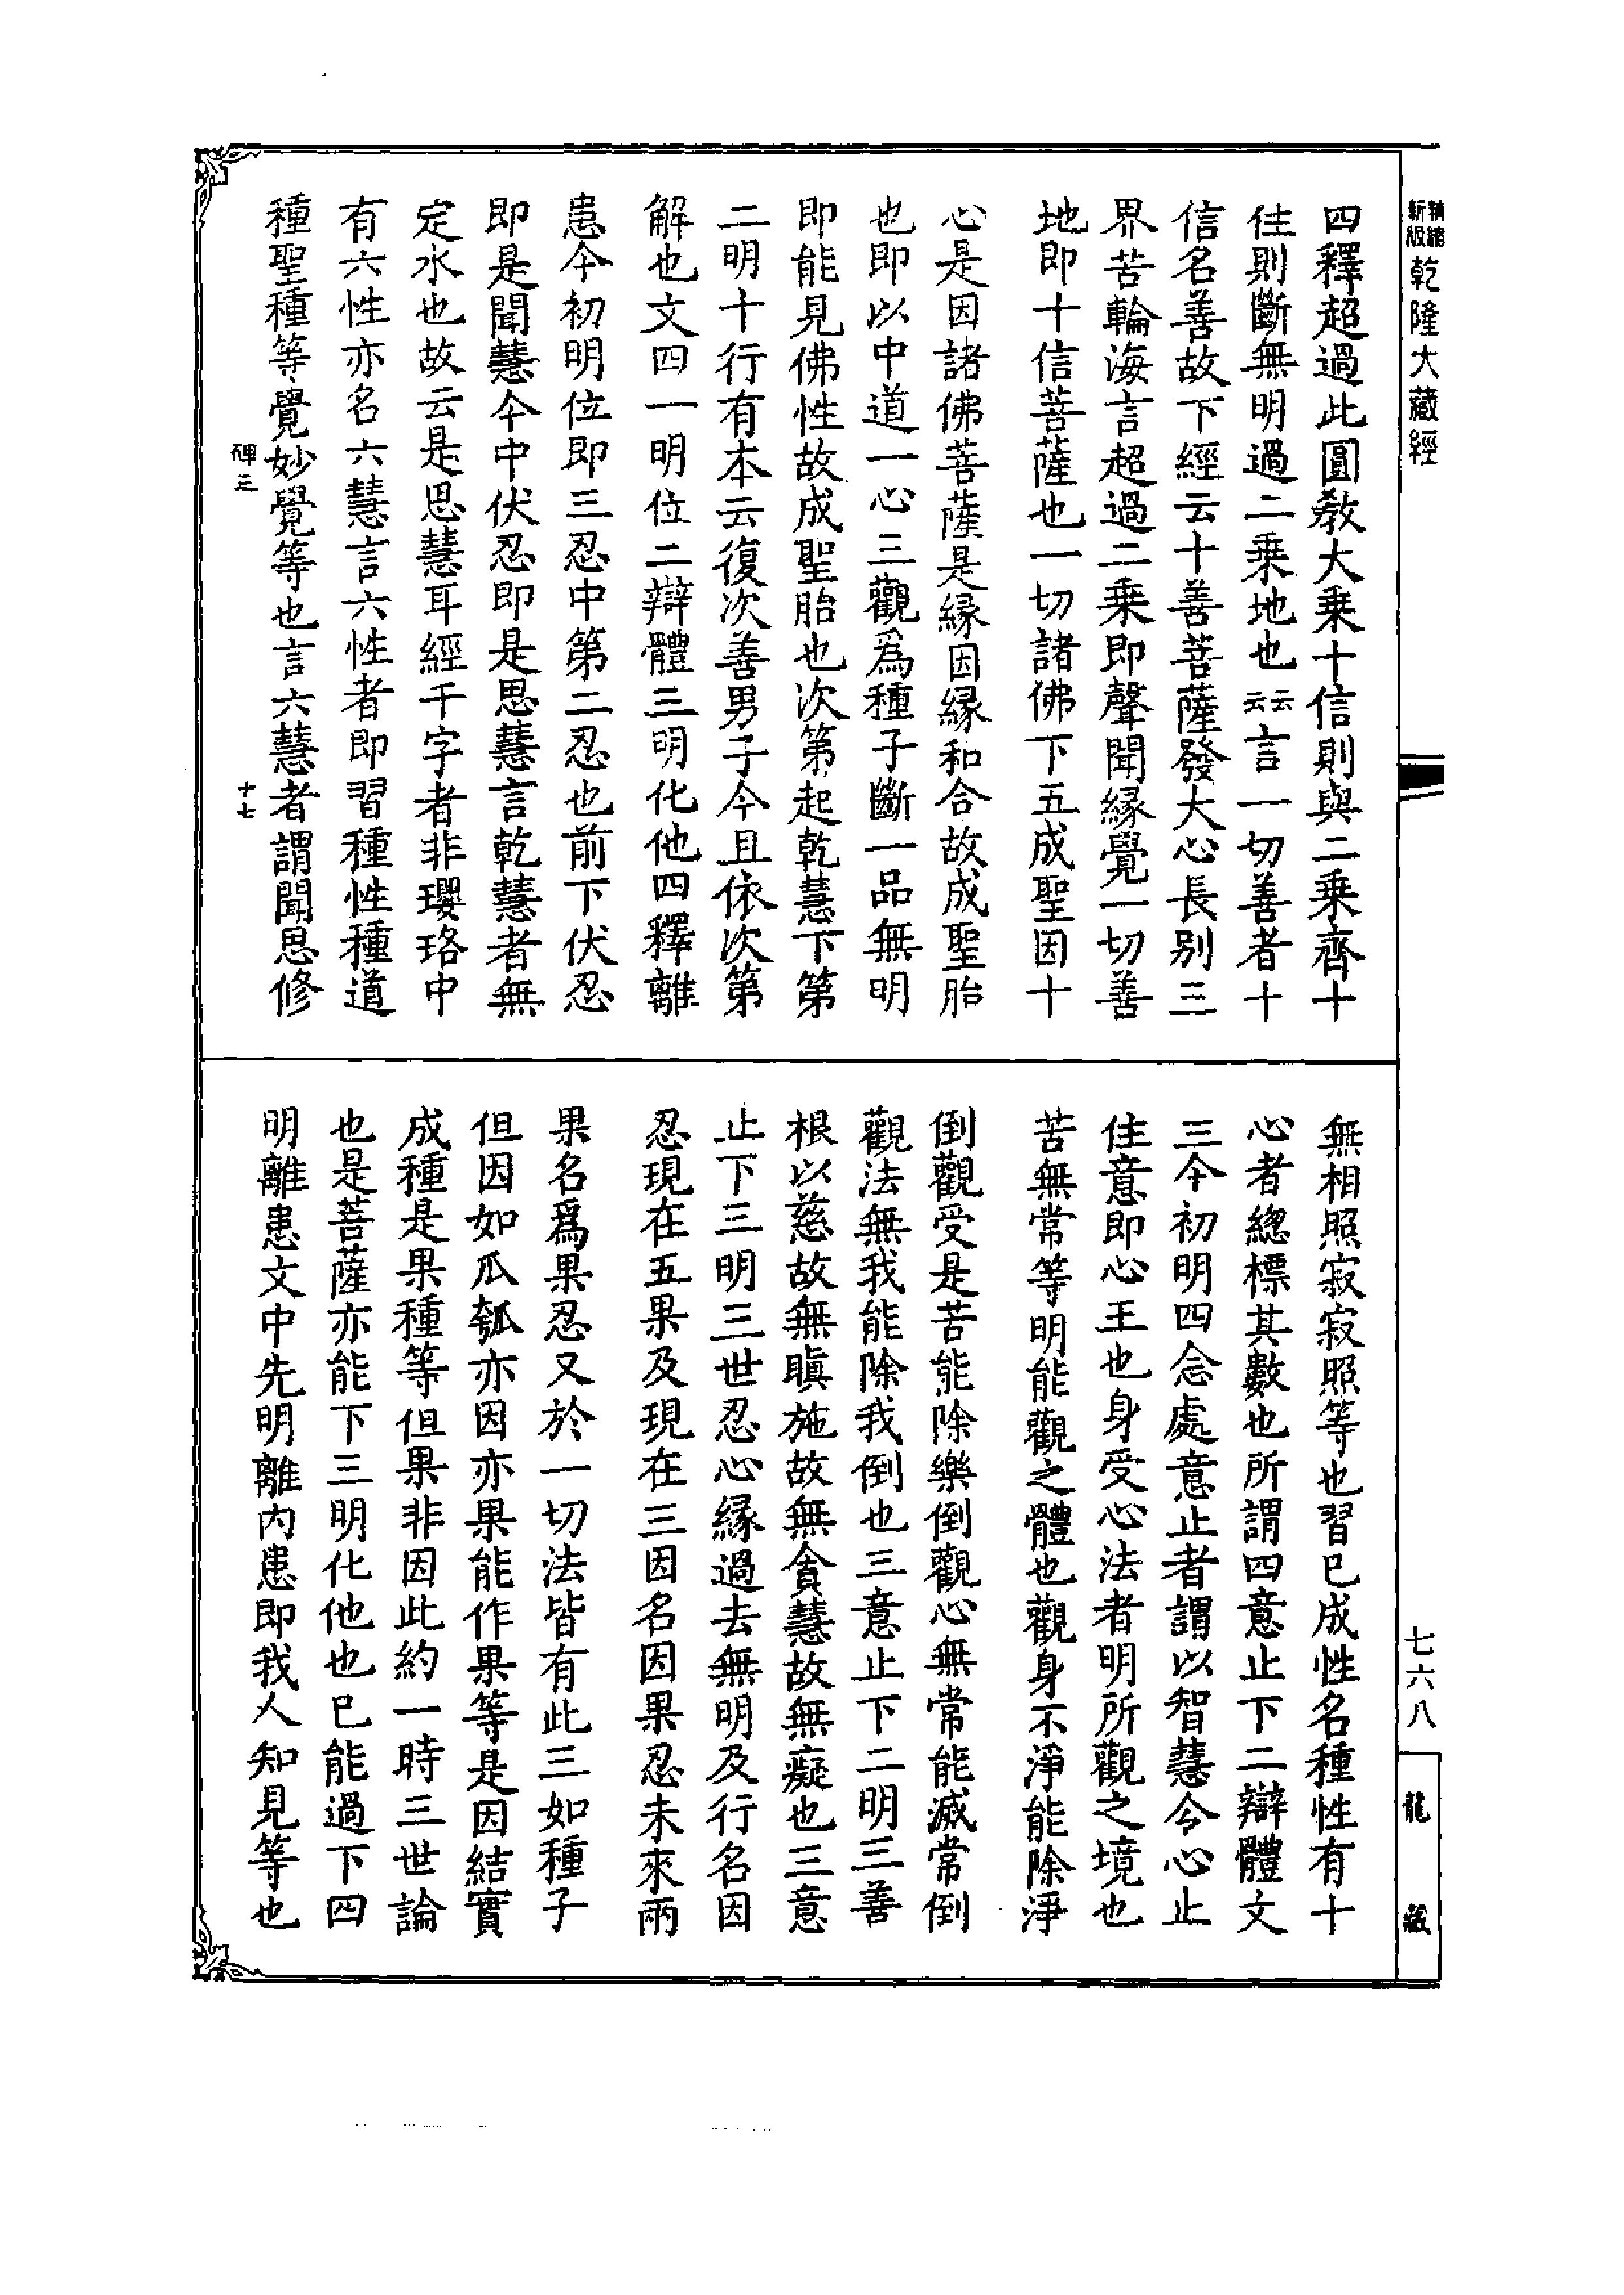 精縮新版乾隆大藏經
四釋超過此圓教大乗十信則與二乗齊十
住則斷無明過二乗地也云云言一切善者十
信名善故下經云十善菩薩發大心長别三
界苦輪海言超過二乗即聲聞縁覺一切善
地即十信菩薩也一切諸佛下五成聖因十
心是因諸佛菩薩是縁因縁和合故成聖胎
也即以中道一心三觀爲種子斷一品無明
即能見佛性故成聖胎也次第起乾慧下第
二明十行有本云復次善男子今且依次第
解也文四一明位二辯體三明化他四釋離
患今初明位即三忍中第二忍也前下伏忍
即是聞慧今中伏忍即是思慧言乾慧者無
定水也故云是思慧耳經千字者非瓔珞中
有六性亦名六慧言六性者即習種性種道
種聖種等覺妙覺等也言六慧者謂聞思修
碑三
十七
無相照寂寂照等也習已成性名種性有十
心者總標其數也所謂四意止下二辯體文
三今初明四念處意止者謂以智慧令心止
住意即心王也身受心法者明所觀之境也
苦無常等明能觀之體也觀身不淨能除淨
倒觀受是苦能除樂倒觀心無常能滅常倒
觀法無我能除我倒也三意止下二明三善
根以慈故無瞋施故無貪慧故無癡也三意
止下三明三世忍心縁過去無明及行名因
忍現在五果及現在三因名因果忍未來兩
果名爲果忍又於一切法皆有此三如種子
但因如瓜瓠亦因亦果能作果等是因結實
成種是果種等但果非因此約一時三世論
也是菩薩亦能下三明化他也已能過下四
明離患文中先明離内患即我人知見等也
七六八
龍藏